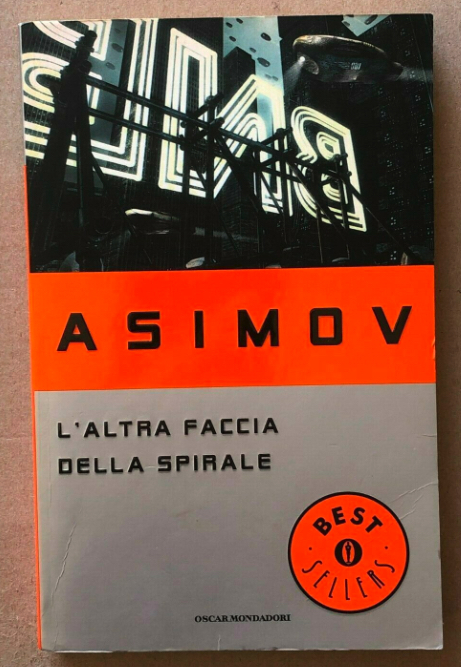 ASIMOV
L'ALTRA FACCIA
DELLA SPIRALE
BEST
SELLERS
OSCAR MONDADORI